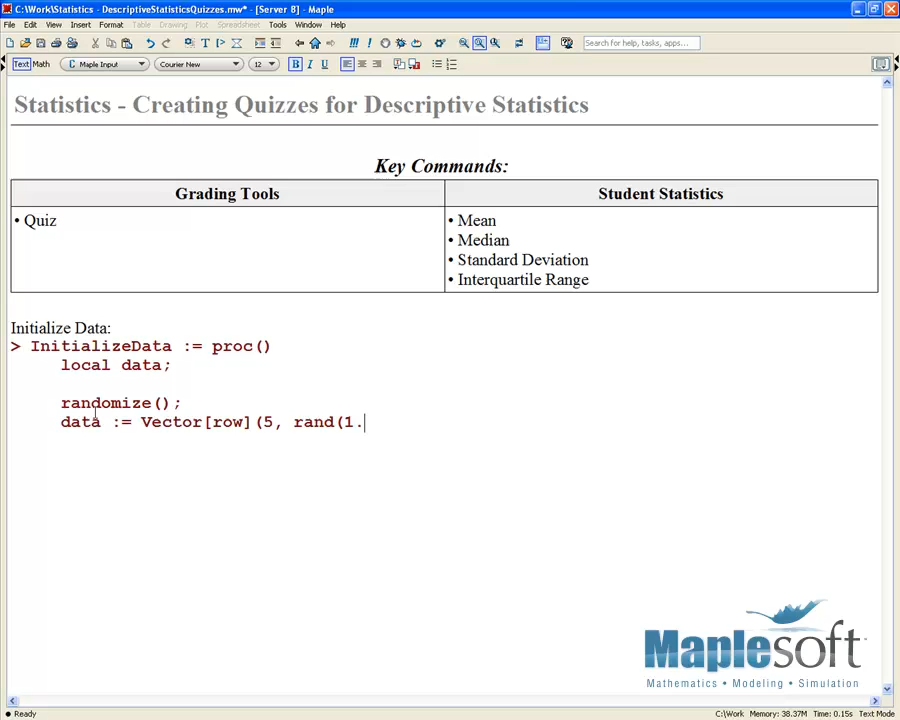 C:\Work\Statistics - DescriptiveStatisticsQuizzes.mw* - [Server 8] - Maple
File Edit View Insert Format Table Drawing Plot Spreadsheet Tools Window Help
Search for help, tasks, apps...
Text Math C Maple Input Courier New 12 B I U
Statistics - Creating Quizzes for Descriptive Statistics
Key Commands:
Grading Tools Student Statistics
• Quiz
• Mean
• Median
• Standard Deviation
• Interquartile Range
Initialize Data:
> InitializeData := proc()
local data;
randomize();
data := Vector[row](5, rand(1.
Maplesoft™
Mathematics • Modeling • Simulation
Ready C:\Work Memory: 38.37M Time: 0.15s Text Mode